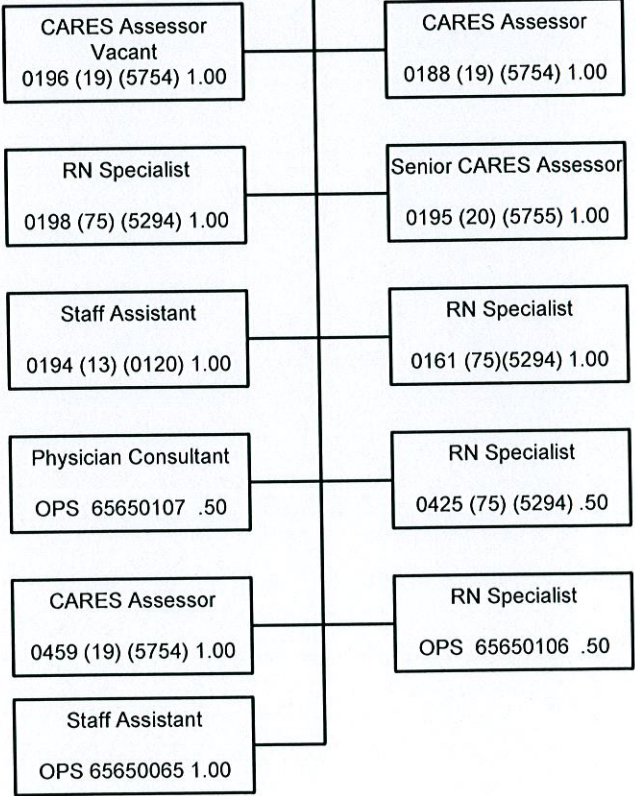 CARES Assessor
Vacant
0196 (19) (5754) 1.00
CARES Assessor
0188 (19) (5754) 1.00
RN Specialist
0198 (75) (5294) 1.00
Senior CARES Assessor
0195 (20) (5755) 1.00
Staff Assistant
0194 (13) (0120) 1.00
RN Specialist
0161 (75)(5294) 1.00
Physician Consultant
OPS 65650107 .50
RN Specialist
0425 (75) (5294) .50
CARES Assessor
0459 (19) (5754) 1.00
RN Specialist
OPS 65650106 .50
Staff Assistant
OPS 65650065 1.00